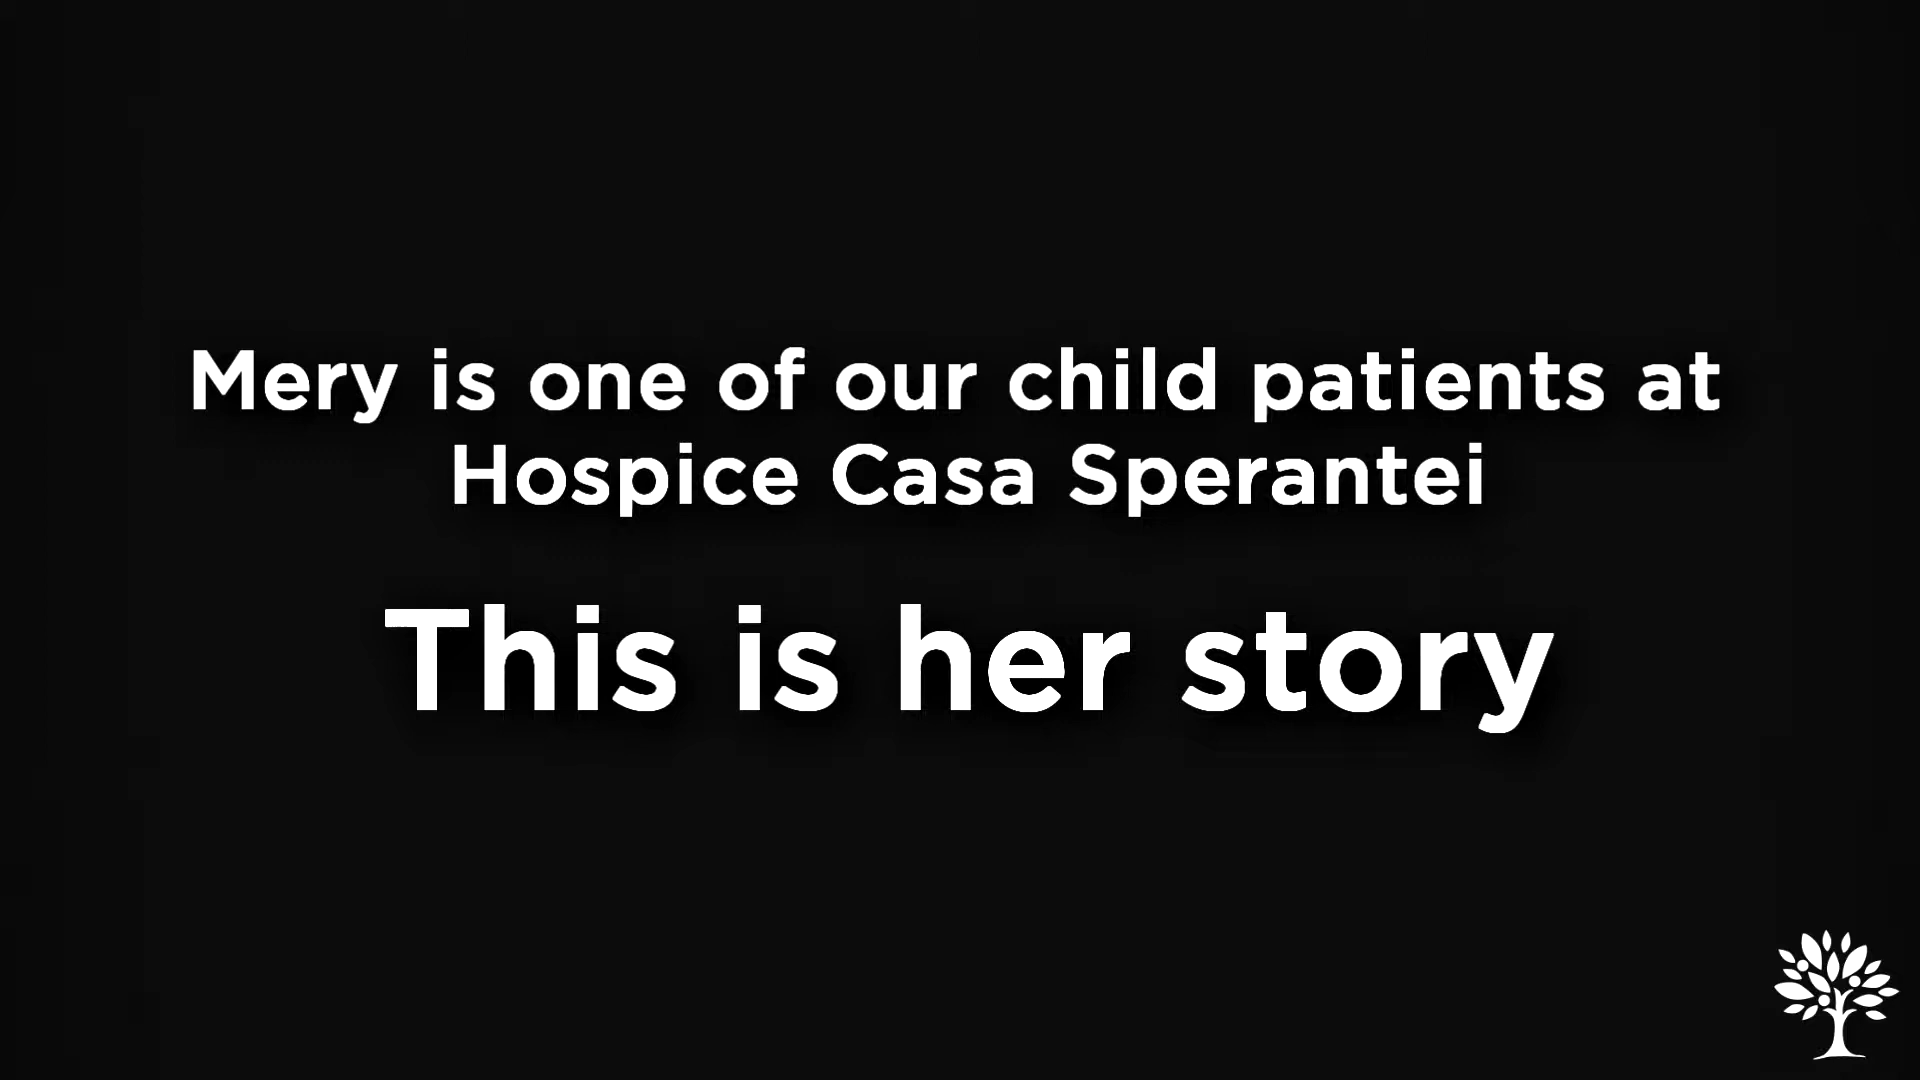 Mery is one of our child patients at
Hospice Casa Sperantei
This is her story